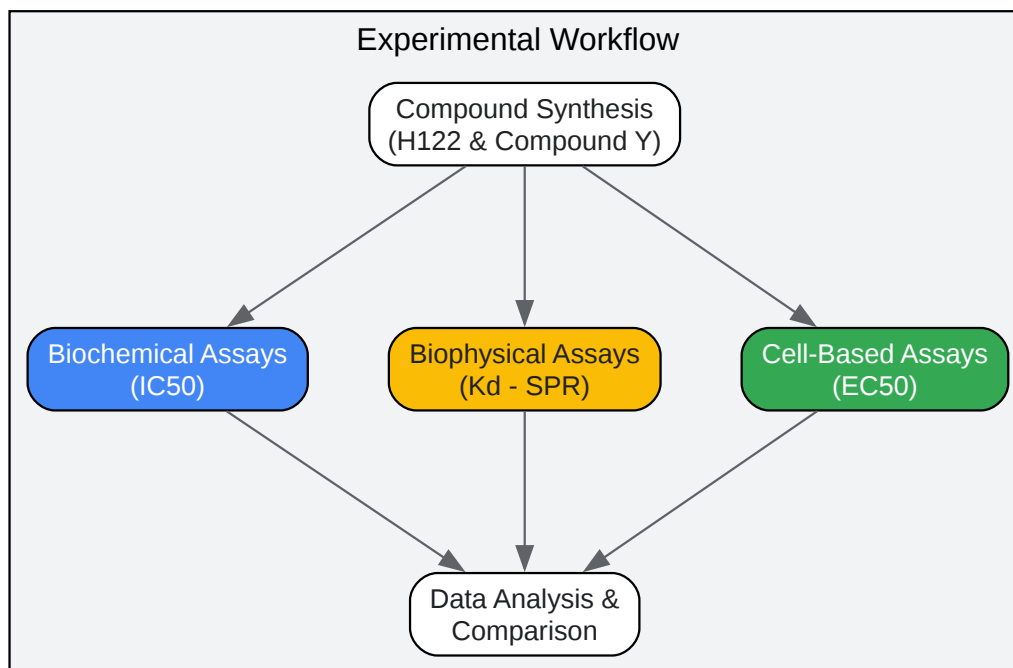 Experimental Workflow
Compound Synthesis
(H122 & Compound Y)
Biochemical Assays
(IC50)
Biophysical Assays
(Kd - SPR)
Cell-Based Assays
(EC50)
Data Analysis &
Comparison